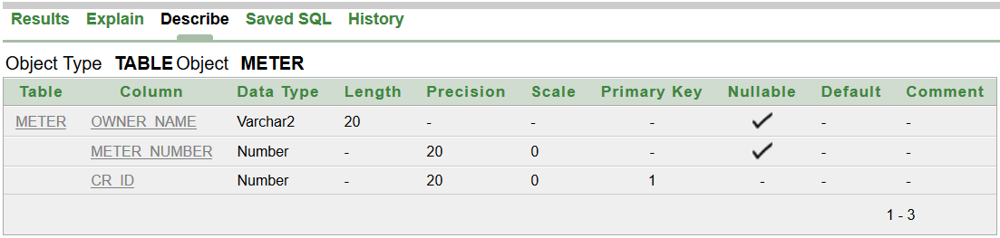 Results Explain Describe Saved SQL History
Object Type TABLE Object METER
Table Column Data Type Length Precision Scale Primary Key Nullable Default Comment
METER OWNER_NAME Varchar2 20 - - - ✓ - -
METER_NUMBER Number - 20 0 - ✓ - -
CR_ID Number - 20 0 1 - - -
1 - 3